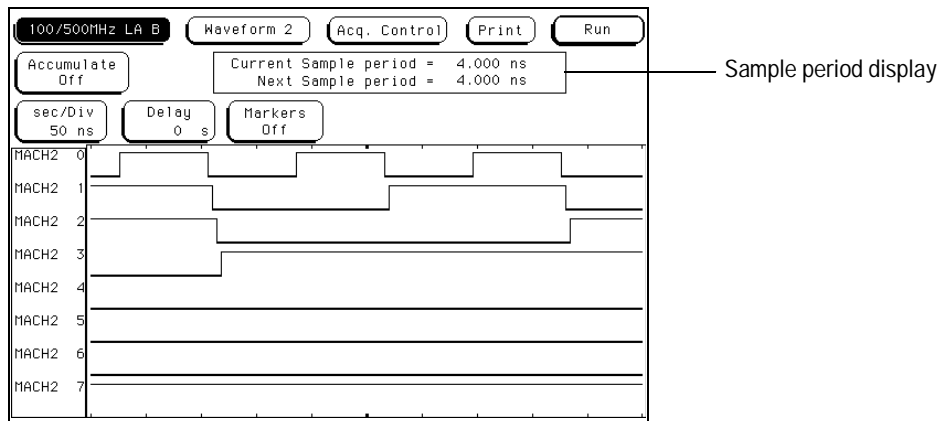 100/500MHz LA B Waveform 2 Acq. Control Print Run
Accumulate
Off
Current Sample period = 4.000 ns
Next Sample period = 4.000 ns
Sample period display
sec/Div
50 ns
Delay
0 s
Markers
Off
MACH2 0
MACH2 1
MACH2 2
MACH2 3
MACH2 4
MACH2 5
MACH2 6
MACH2 7